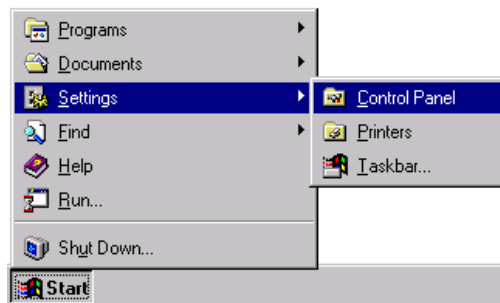 Programs
Documents
Settings
Control Panel
Find
Printers
Help
Taskbar...
Run...
Shut Down...
Start